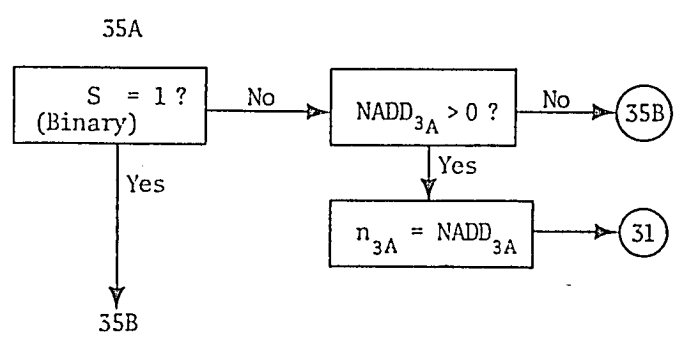 35A
S = 1 ?
(Binary)
No
NADD3A > 0 ?
No
35B
Yes
Yes
n3A = NADD3A
31
35B